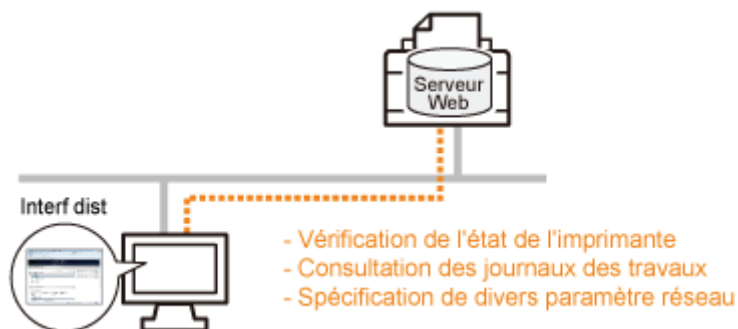 Serveur
Web
Interf dist
- Vérification de l'état de l'imprimante
- Consultation des journaux des travaux
- Spécification de divers paramètre réseau